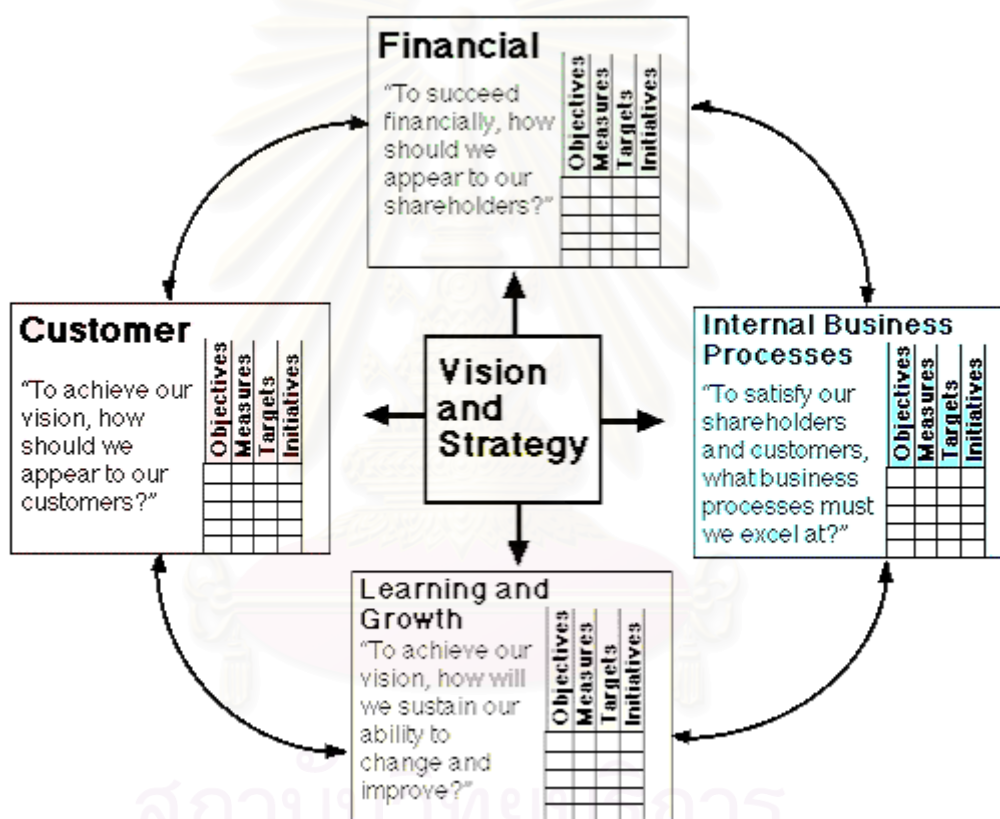 Financial
“To succeed
financially, how
should we
appear to our
shareholders?”
Objectives
Measures
Targets
Initiatives
Customer
“To achieve our
vision, how
should we
appear to our
customers?”
Objectives
Measures
Targets
Initiatives
Vision
and
Strategy
Internal Business
Processes
“To satisfy our
shareholders
and customers,
what business
processes must
we excel at?”
Objectives
Measures
Targets
Initiatives
Learning and
Growth
“To achieve our
vision, how will
we sustain our
ability to
change and
improve?”
Objectives
Measures
Targets
Initiatives